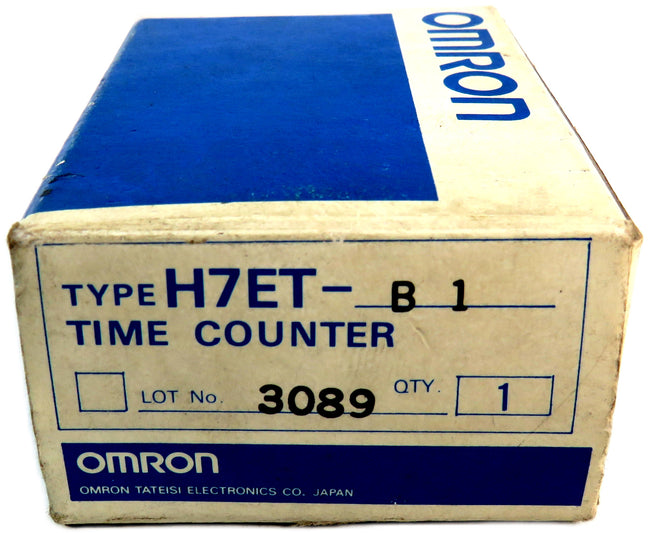 OMRON
TYPE H7ET- B 1
TIME COUNTER
LOT No. 3089 QTY. 1
OMRON
OMRON TATEISI ELECTRONICS CO. JAPAN